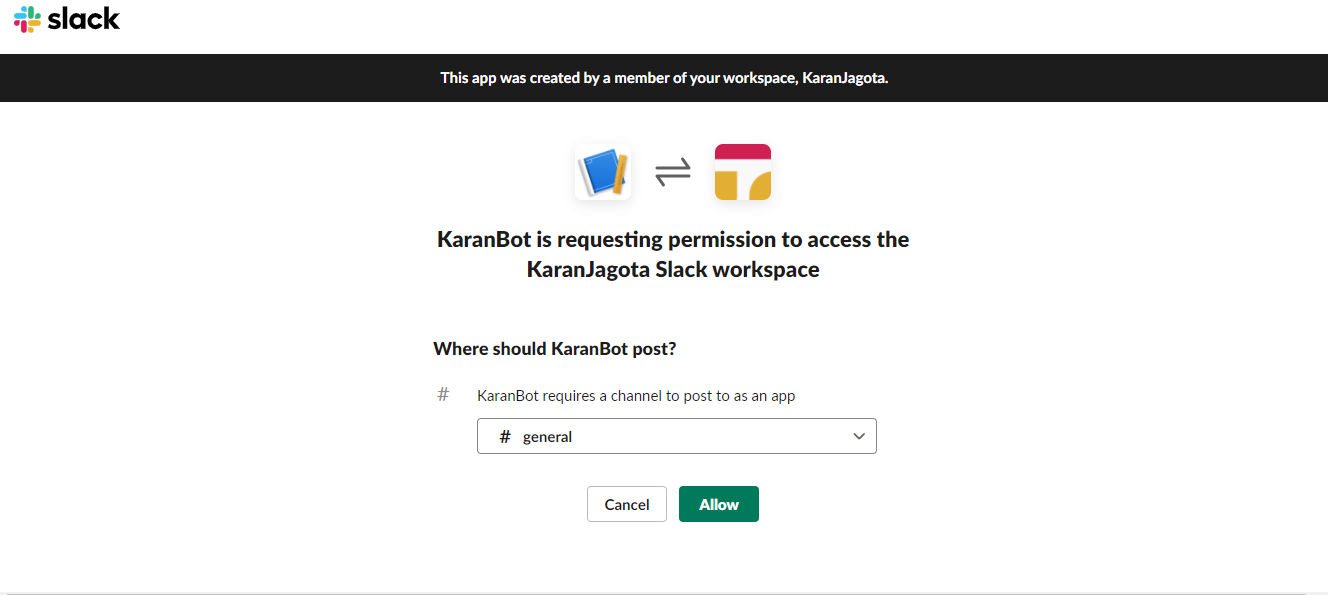 slack
This app was created by a member of your workspace, KaranJagota.
KaranBot is requesting permission to access the
KaranJagota Slack workspace
Where should KaranBot post?
# KaranBot requires a channel to post to as an app
# general
Cancel Allow